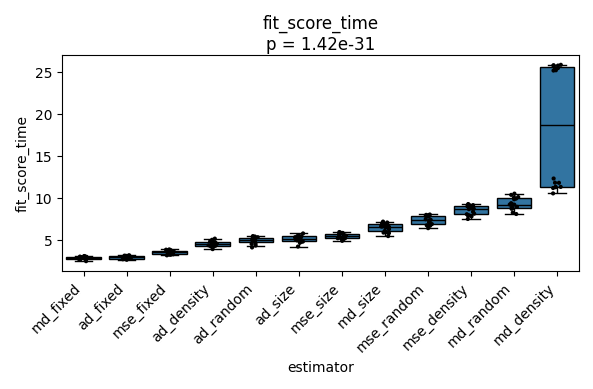 fit_score_time
p = 1.42e-31
fit_score_time
25
20
15
10
5
md_fixed
ad_fixed
mse_fixed
ad_density
ad_random
ad_size
mse_size
md_size
mse_random
mse_density
md_random
md_density
estimator